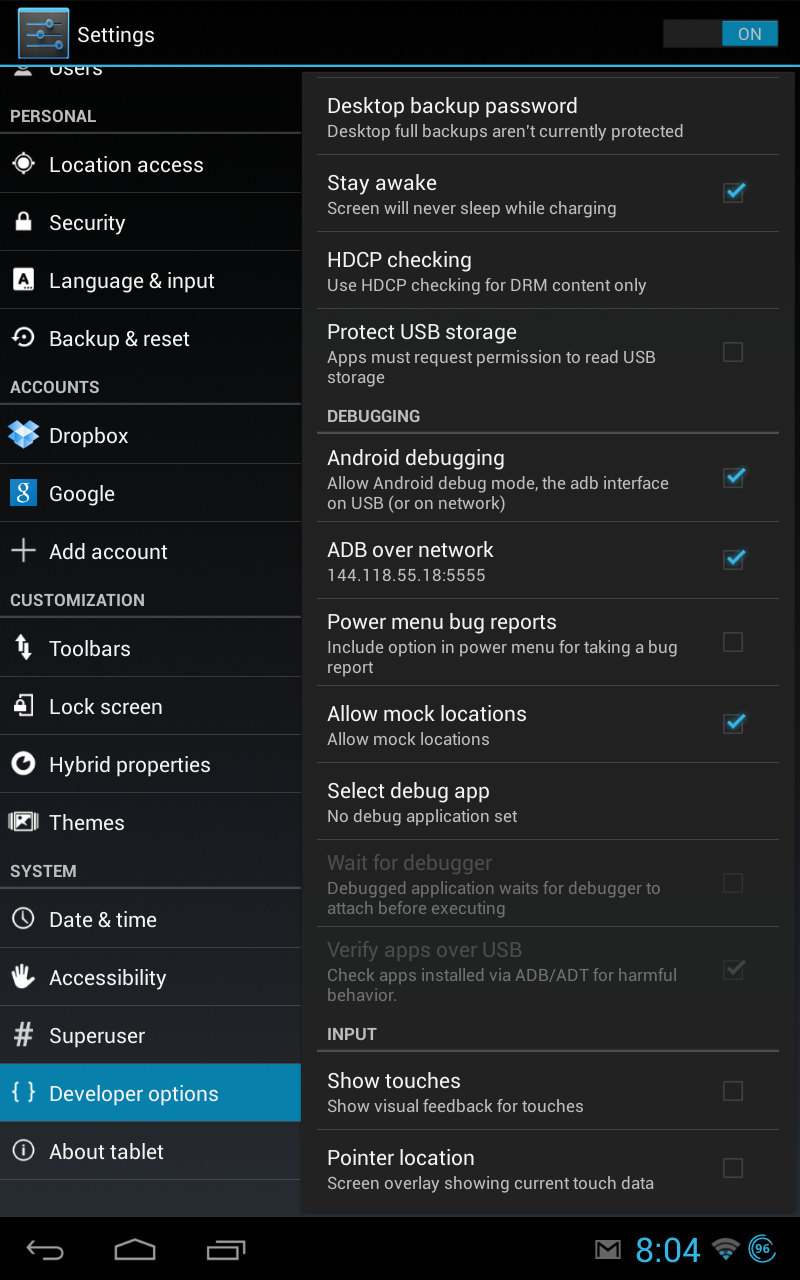 Settings
ON
Users
PERSONAL
Location access
Security
Language & input
Backup & reset
ACCOUNTS
Dropbox
Google
Add account
CUSTOMIZATION
Toolbars
Lock screen
Hybrid properties
Themes
SYSTEM
Date & time
Accessibility
Superuser
Developer options
About tablet
Desktop backup password
Desktop full backups aren't currently protected
Stay awake
Screen will never sleep while charging
HDCP checking
Use HDCP checking for DRM content only
Protect USB storage
Apps must request permission to read USB
storage
DEBUGGING
Android debugging
Allow Android debug mode, the adb interface
on USB (or on network)
ADB over network
144.118.55.18:5555
Power menu bug reports
Include option in power menu for taking a bug
report
Allow mock locations
Allow mock locations
Select debug app
No debug application set
Wait for debugger
Debugged application waits for debugger to
attach before executing
Verify apps over USB
Check apps installed via ADB/ADT for harmful
behavior.
INPUT
Show touches
Show visual feedback for touches
Pointer location
Screen overlay showing current touch data
8:04
96